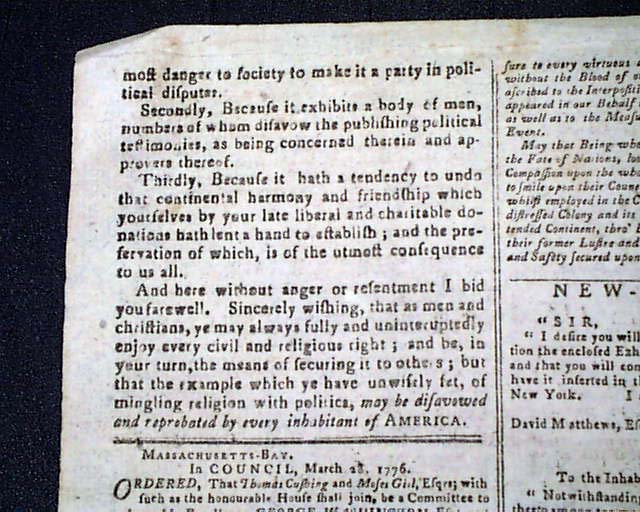 moſt danger to ſociety to make it a party in poli-
tical diſputes.
Secondly, Becauſe it exhibits a body of men,
numbers of whom diſavow the publiſhing political
teſtimonies, as being concerned therein and ap-
provers thereof.
Thirdly, Becauſe it hath a tendency to undo
that continental harmony and friendſhip which
yourſelves by your late liberal and charitable do-
nations hath lent a hand to eſtabliſh ; and the pre-
ſervation of which, is of the utmoſt conſequence
to us all.
And here without anger or reſentment I bid
you farewell. Sincerely wiſhing, that as men and
chriſtians, ye may always fully and uninteruptedly
enjoy every civil and religious right ; and be, in
your turn, the means of ſecuring it to others ; but
that the example which ye have unwiſely ſet, of
mingling religion with politics, may be diſavowed
and reprobated by every inhabitant of AMERICA.
MASSACHUSETTS-BAY.
In COUNCIL, March 28, 1776.
ORDERED, That Thomas Cuſhing and Moſes Gill, Eſqrs; with
ſuch as the honourable Houſe ſhall join, be a Committee to
GEORGE WASHINGTON
ſure to every virtuous
without the Blood of
aſcribed to the Interpoſiti
appeared in our Behalf
as well as to the Meaſu
Event.
May that Being who
the Fate of Nations, loo
Compaſſion upon the who
to ſmile upon their Counc
whilſt employed in the C
diſtreſſed Colony and its
tended Continent, thro'
their former Luſtre and
and Safety ſecured upon
NEW-
"SIR,
" I deſire you will
tion the encloſed Exh
and that you will con
have it inſerted in t
New York. I
David Matthews, Eſq
To the Inhab
" Notwithſtanding